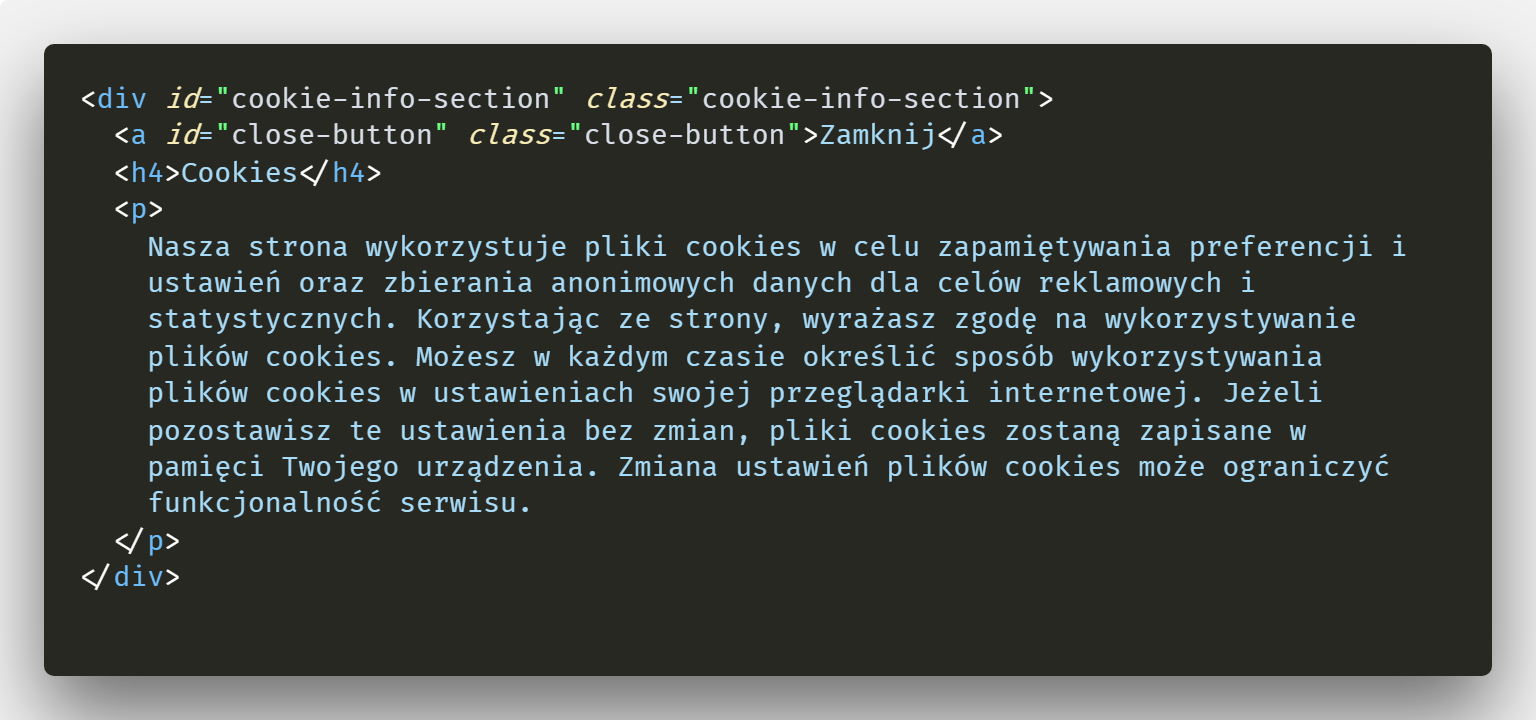 <div id="cookie-info-section" class="cookie-info-section">
  <a id="close-button" class="close-button">Zamknij</a>
  <h4>Cookies</h4>
  <p>
    Nasza strona wykorzystuje pliki cookies w celu zapamiętywania preferencji i
    ustawień oraz zbierania anonimowych danych dla celów reklamowych i
    statystycznych. Korzystając ze strony, wyrażasz zgodę na wykorzystywanie
    plików cookies. Możesz w każdym czasie określić sposób wykorzystywania
    plików cookies w ustawieniach swojej przeglądarki internetowej. Jeżeli
    pozostawisz te ustawienia bez zmian, pliki cookies zostaną zapisane w
    pamięci Twojego urządzenia. Zmiana ustawień plików cookies może ograniczyć
    funkcjonalność serwisu.
  </p>
</div>